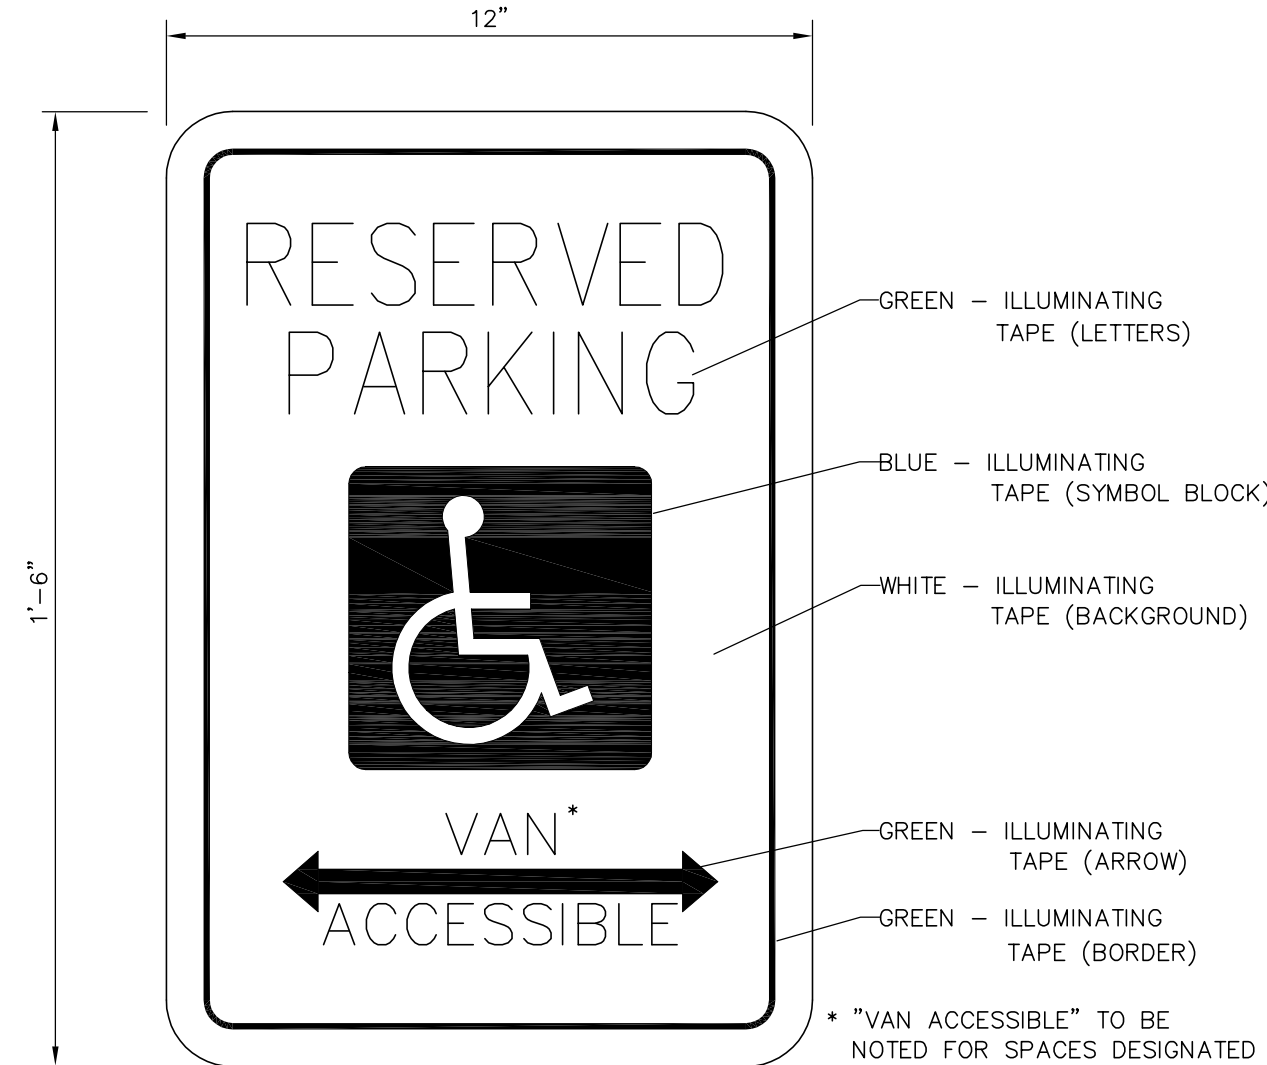 12"
1'-6"
RESERVED
PARKING
VAN*
ACCESSIBLE
GREEN - ILLUMINATING
TAPE (LETTERS)
BLUE - ILLUMINATING
TAPE (SYMBOL BLOCK)
WHITE - ILLUMINATING
TAPE (BACKGROUND)
GREEN - ILLUMINATING
TAPE (ARROW)
GREEN - ILLUMINATING
TAPE (BORDER)
* "VAN ACCESSIBLE" TO BE
NOTED FOR SPACES DESIGNATED